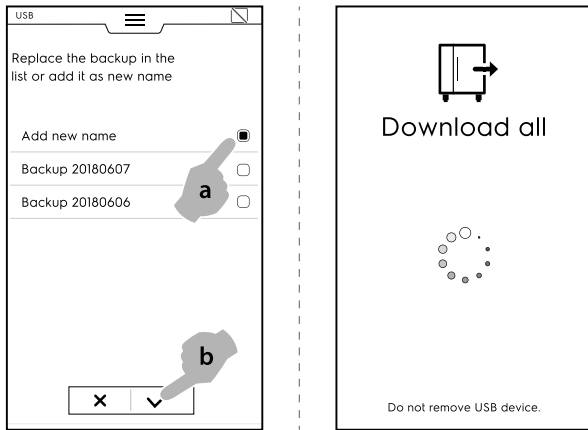 USB
Replace the backup in the
list or add it as new name
Add new name
Backup 20180607
Backup 20180606
a
b
Download all
Do not remove USB device.